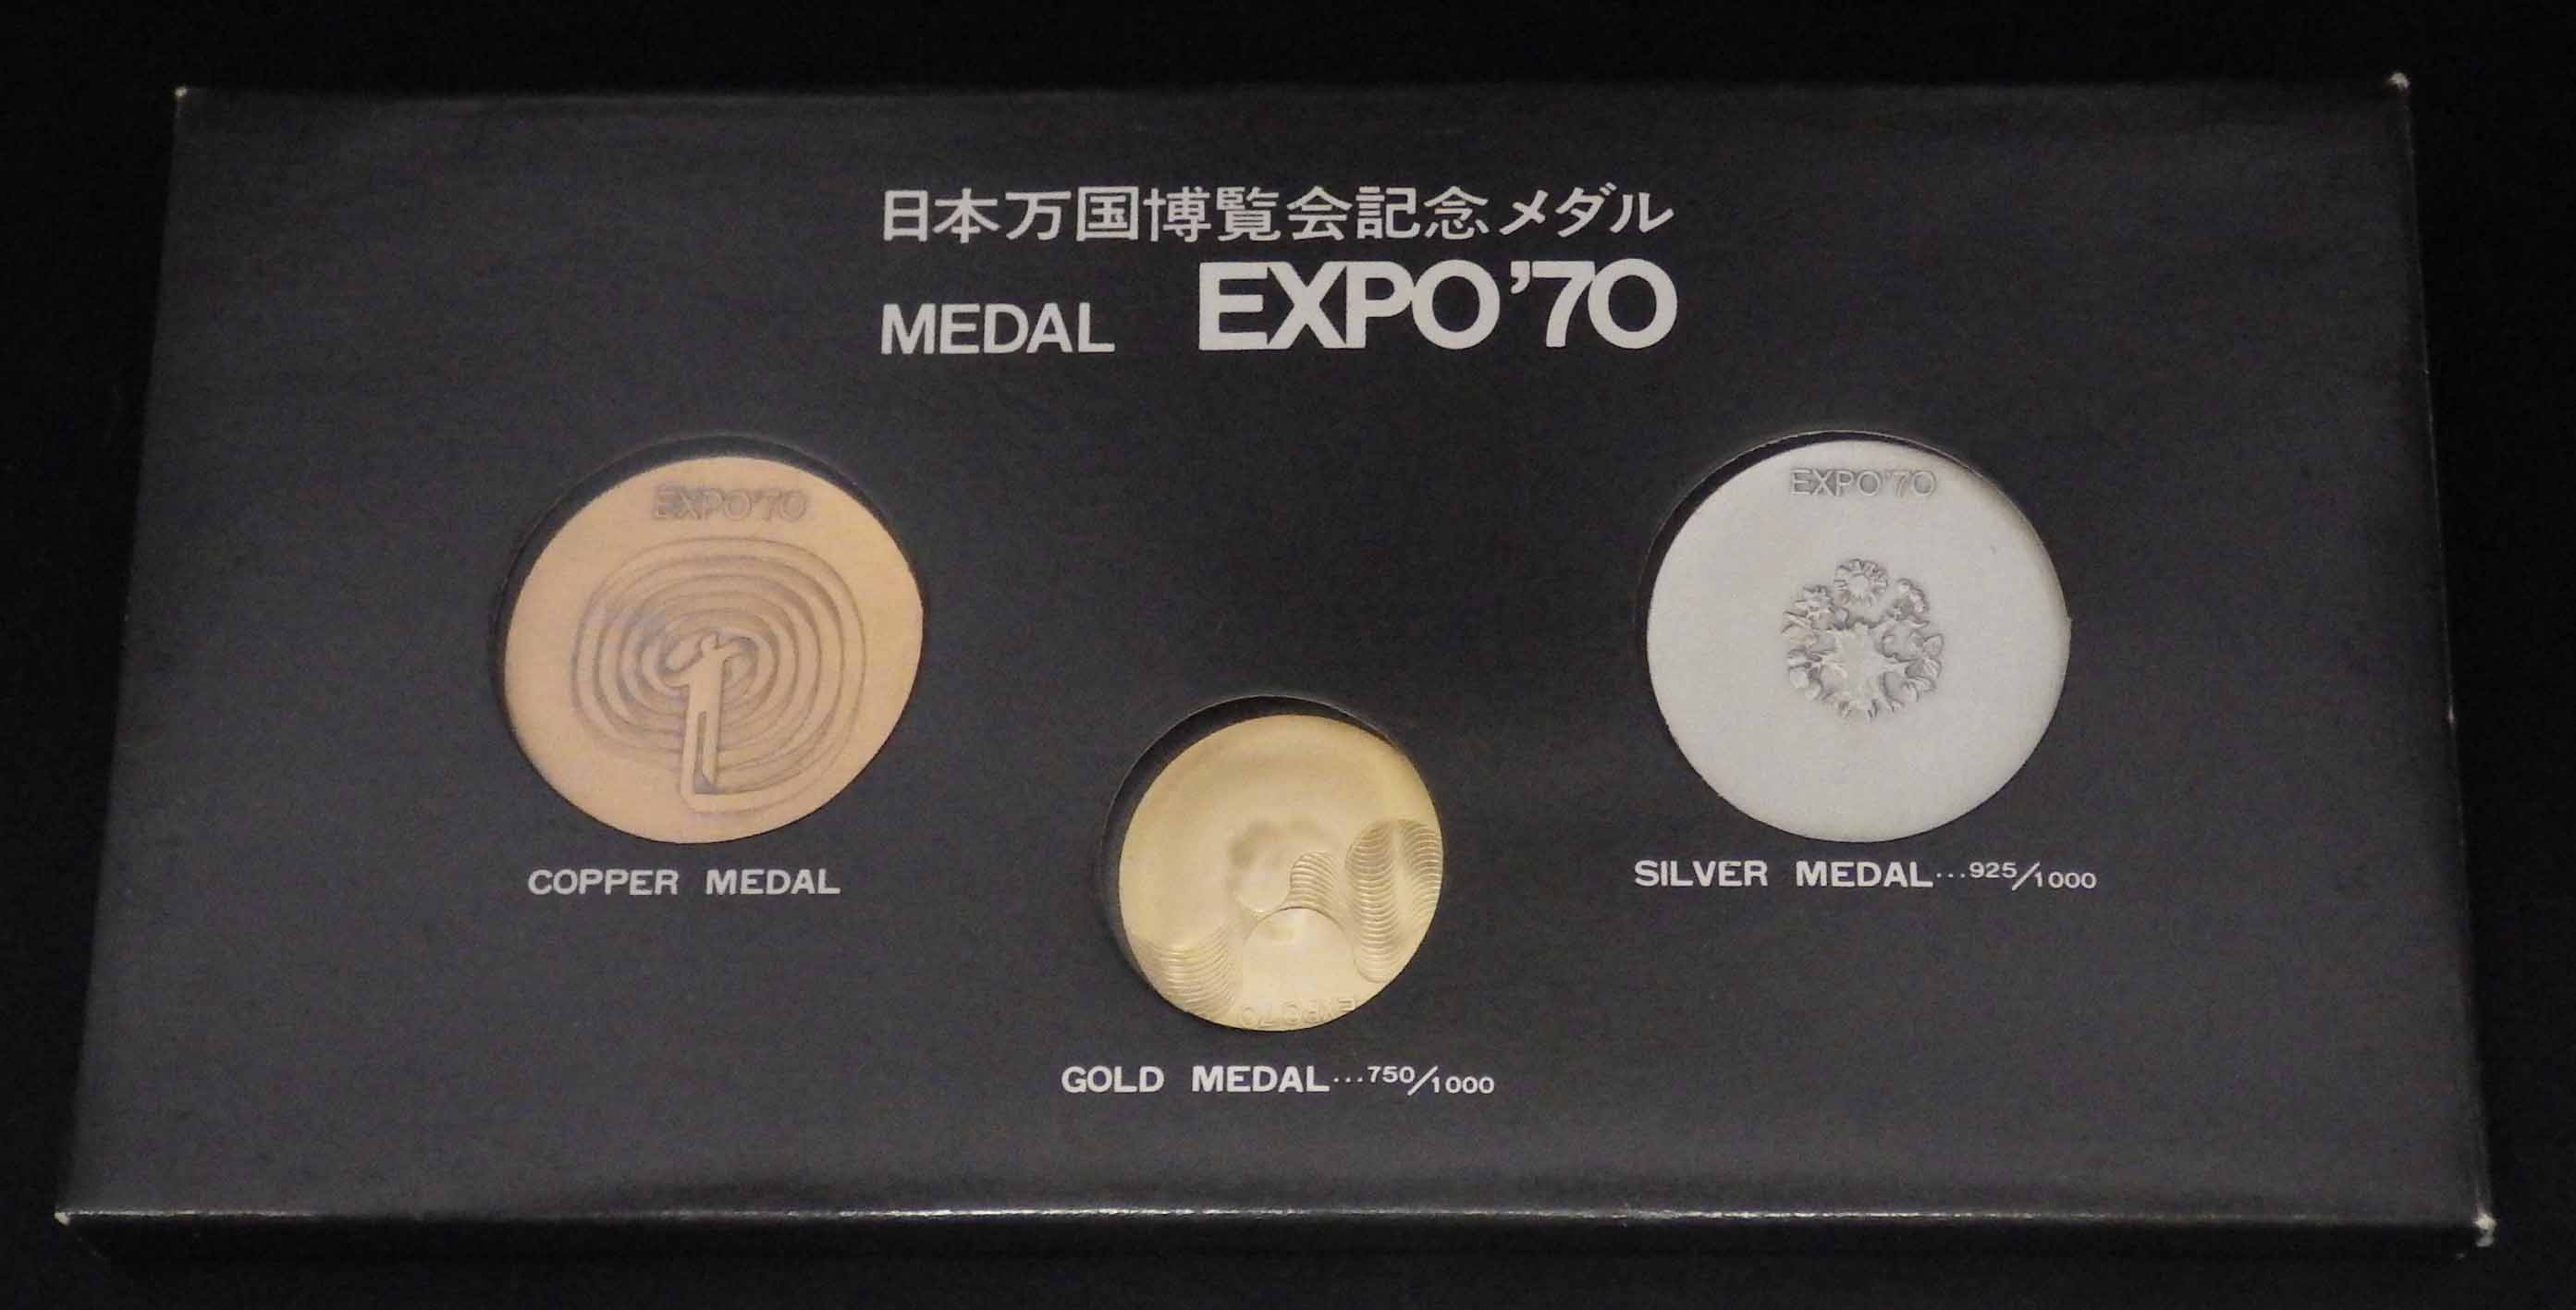 日本万国博覧会記念メダル
MEDAL EXPO'70
EXPO'70
COPPER MEDAL
EXPO'70
SILVER MEDAL...925/1000
EXPO'70
GOLD MEDAL...750/1000